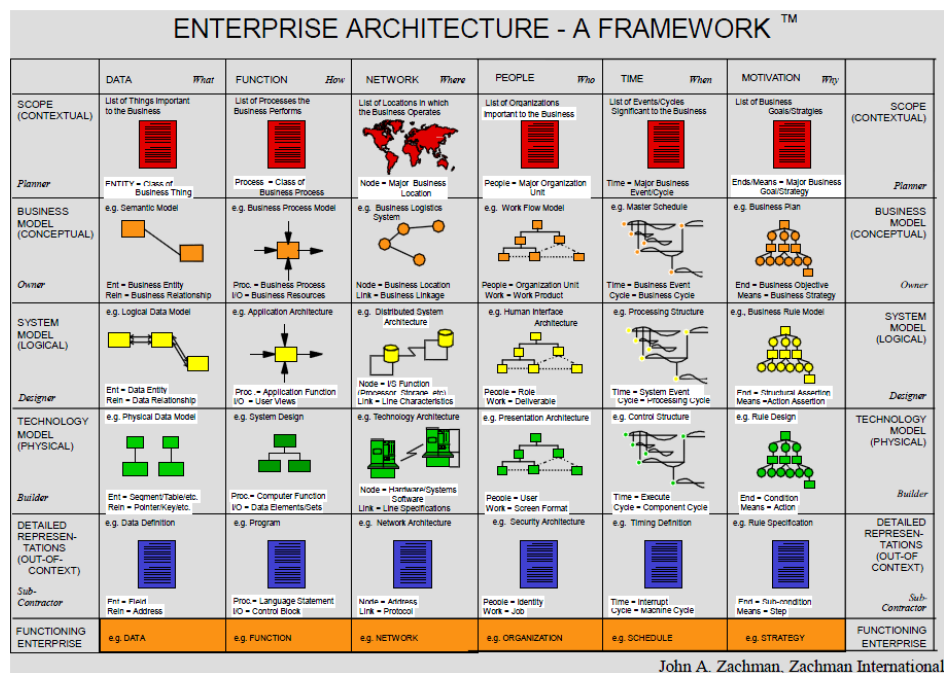 ENTERPRISE ARCHITECTURE - A FRAMEWORK ™
DATA What
FUNCTION How
NETWORK Where
PEOPLE Who
TIME When
MOTIVATION Why
SCOPE
(CONTEXTUAL)
Planner
List of Things Important
to the Business
ENTITY = Class of
Business Thing
List of Processes the
Business Performs
Process = Class of
Business Process
List of Locations in which
the Business Operates
Node = Major Business
Location
List of Organizations
Important to the Business
People = Major Organization
Unit
List of Events/Cycles
Significant to the Business
Time = Major Business
Event/Cycle
List of Business
Goals/Stratgies
Ends/Means = Major Business
Goal/Strategy
SCOPE
(CONTEXTUAL)
Planner
BUSINESS
MODEL
(CONCEPTUAL)
Owner
e.g. Semantic Model
Ent = Business Entity
Reln = Business Relationship
e.g. Business Process Model
Proc. = Business Process
I/O = Business Resources
e.g. Business Logistics
System
Node = Business Location
Link = Business Linkage
e.g. Work Flow Model
People = Organization Unit
Work = Work Product
e.g. Master Schedule
Time = Business Event
Cycle = Business Cycle
e.g. Business Plan
End = Business Objective
Means = Business Strategy
BUSINESS
MODEL
(CONCEPTUAL)
Owner
SYSTEM
MODEL
(LOGICAL)
Designer
e.g. Logical Data Model
Ent = Data Entity
Reln = Data Relationship
e.g. Application Architecture
Proc .= Application Function
I/O = User Views
e.g. Distributed System
Architecture
Node = I/S Function
(Processor, Storage, etc)
Link = Line Characteristics
e.g. Human Interface
Architecture
People = Role
Work = Deliverable
e.g. Processing Structure
Time = System Event
Cycle = Processing Cycle
e.g., Business Rule Model
End = Structural Assertion
Means =Action Assertion
SYSTEM
MODEL
(LOGICAL)
Designer
TECHNOLOGY
MODEL
(PHYSICAL)
Builder
e.g. Physical Data Model
Ent = Segment/Table/etc.
Reln = Pointer/Key/etc.
e.g. System Design
Proc.= Computer Function
I/O = Data Elements/Sets
e.g. Technology Architecture
Node = Hardware/Systems
Software
Link = Line Specifications
e.g. Presentation Architecture
People = User
Work = Screen Format
e.g. Control Structure
Time = Execute
Cycle = Component Cycle
e.g. Rule Design
End = Condition
Means = Action
TECHNOLOGY
MODEL
(PHYSICAL)
Builder
DETAILED
REPRESEN-
TATIONS
(OUT-OF-
CONTEXT)
Sub-
Contractor
e.g. Data Definition
Ent = Field
Reln = Address
e.g. Program
Proc.= Language Statement
I/O = Control Block
e.g. Network Architecture
Node = Address
Link = Protocol
e.g. Security Architecture
People = Identity
Work = Job
e.g. Timing Definition
Time = Interrupt
Cycle = Machine Cycle
e.g. Rule Specification
End = Sub-condition
Means = Step
DETAILED
REPRESEN-
TATIONS
(OUT-OF
CONTEXT)
Sub-
Contractor
FUNCTIONING
ENTERPRISE
e.g. DATA
e.g. FUNCTION
e.g. NETWORK
e.g. ORGANIZATION
e.g. SCHEDULE
e.g. STRATEGY
FUNCTIONING
ENTERPRISE
John A. Zachman, Zachman International